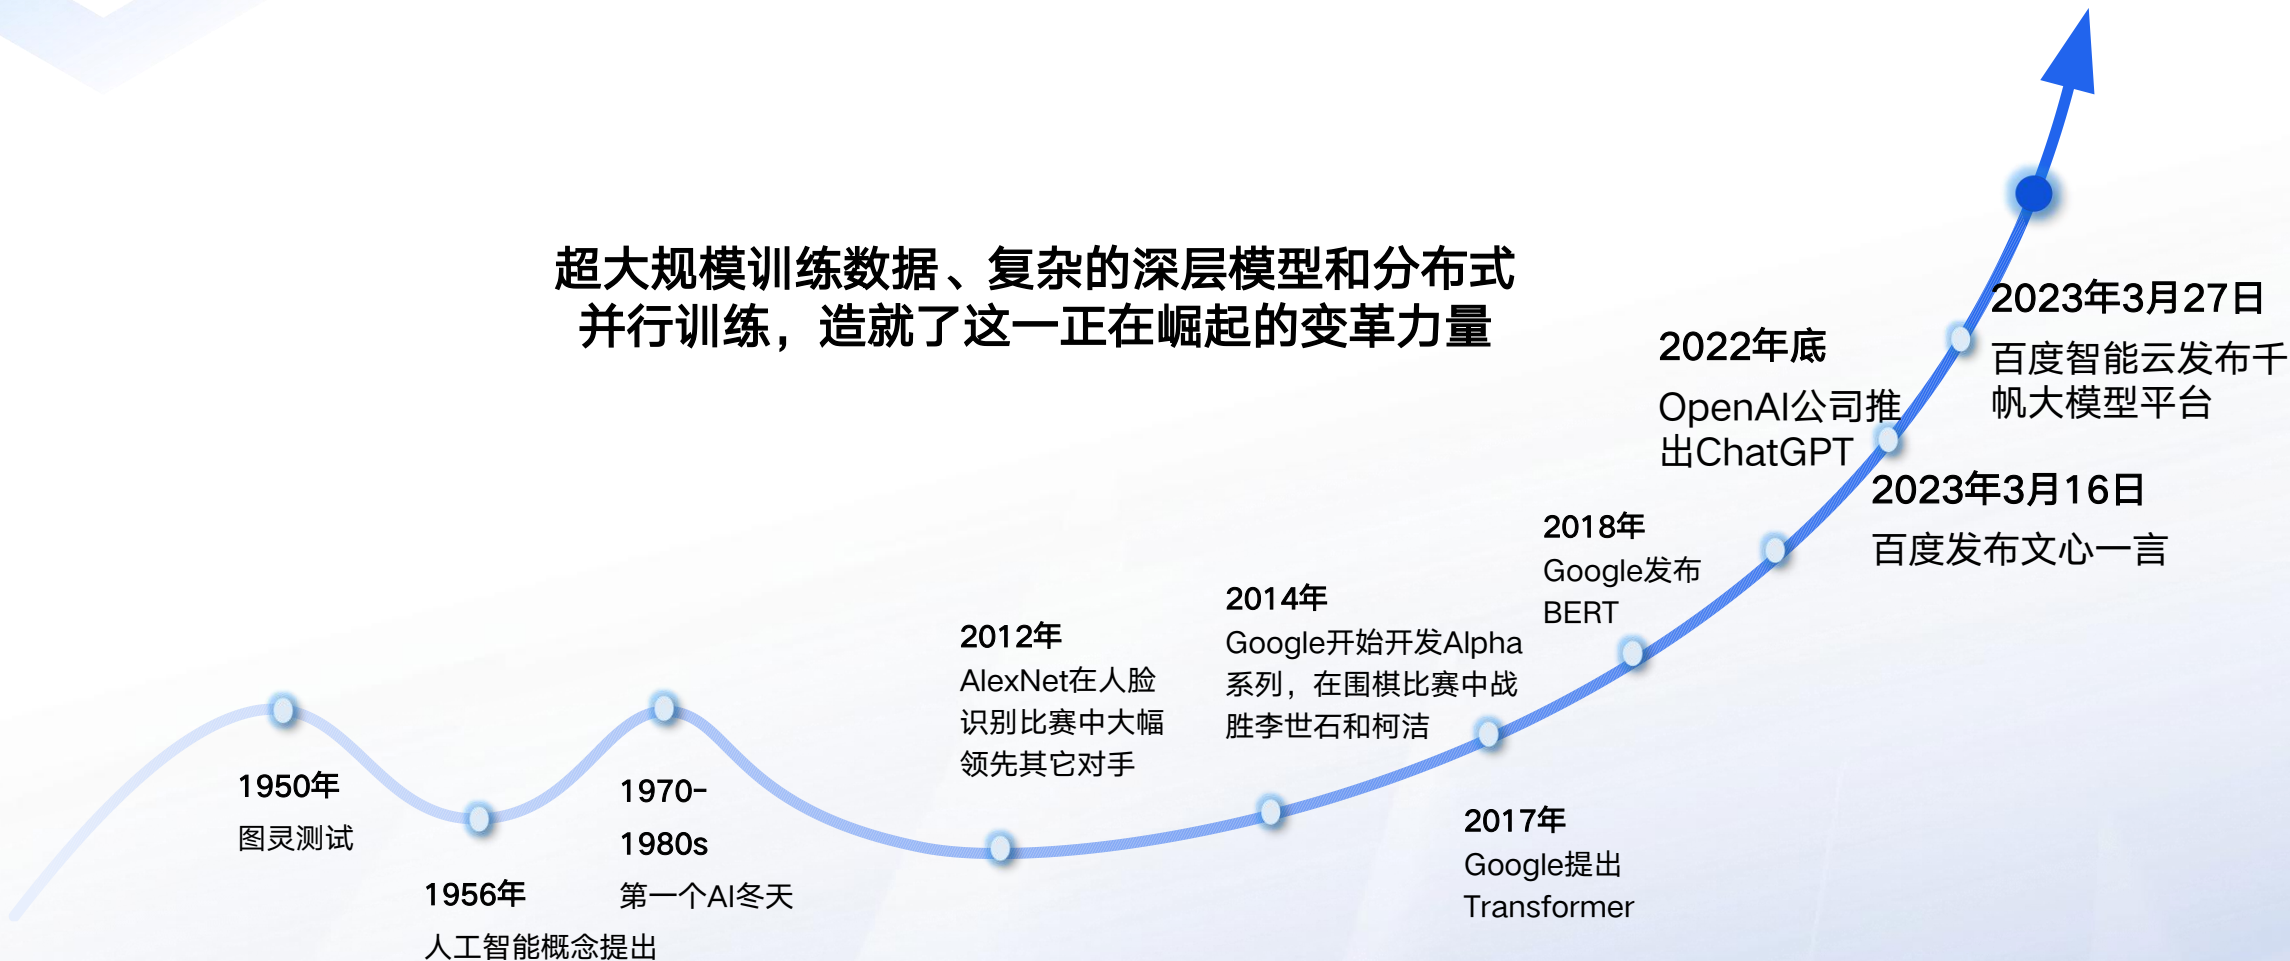 超大规模训练数据、复杂的深层模型和分布式
并行训练，造就了这一正在崛起的变革力量
1950年
图灵测试
1956年
人工智能概念提出
1970-
1980s
第一个AI冬天
2012年
AlexNet在人脸
识别比赛中大幅
领先其它对手
2014年
Google开始开发Alpha
系列，在围棋比赛中战
胜李世石和柯洁
2017年
Google提出
Transformer
2018年
Google发布
BERT
2022年底
OpenAI公司推
出ChatGPT
2023年3月16日
百度发布文心一言
2023年3月27日
百度智能云发布千
帆大模型平台